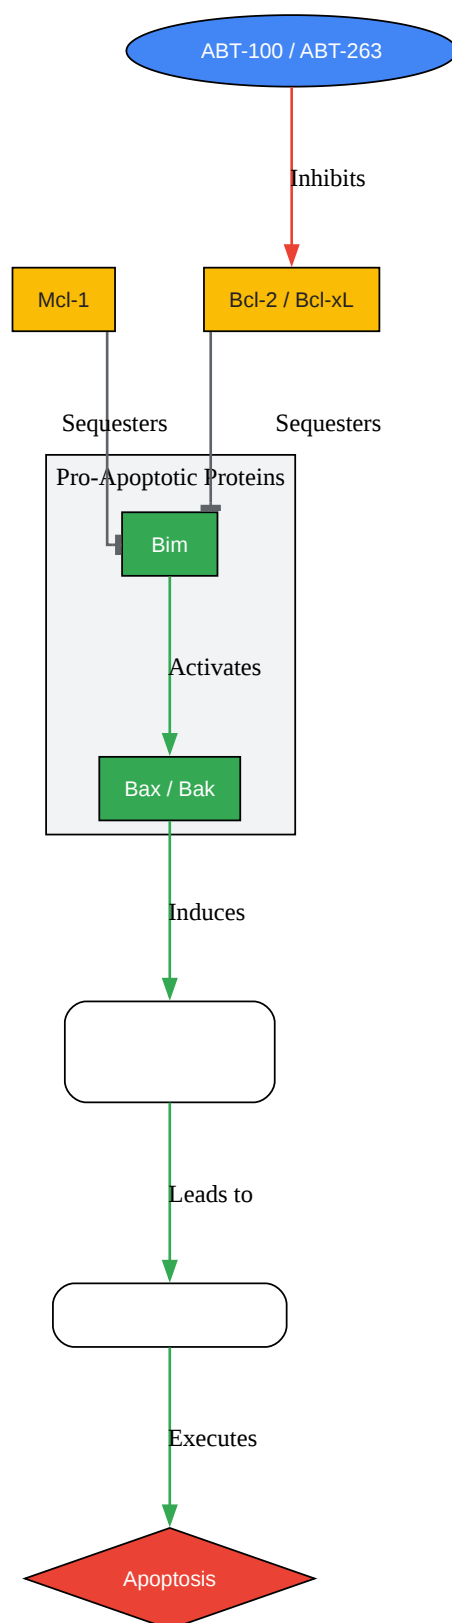 ABT-100 / ABT-263
Inhibits
Mcl-1
Bcl-2 / Bcl-xL
Sequesters
Sequesters
Pro-Apoptotic Proteins
Bim
Activates
Bax / Bak
Induces
Leads to
Executes
Apoptosis